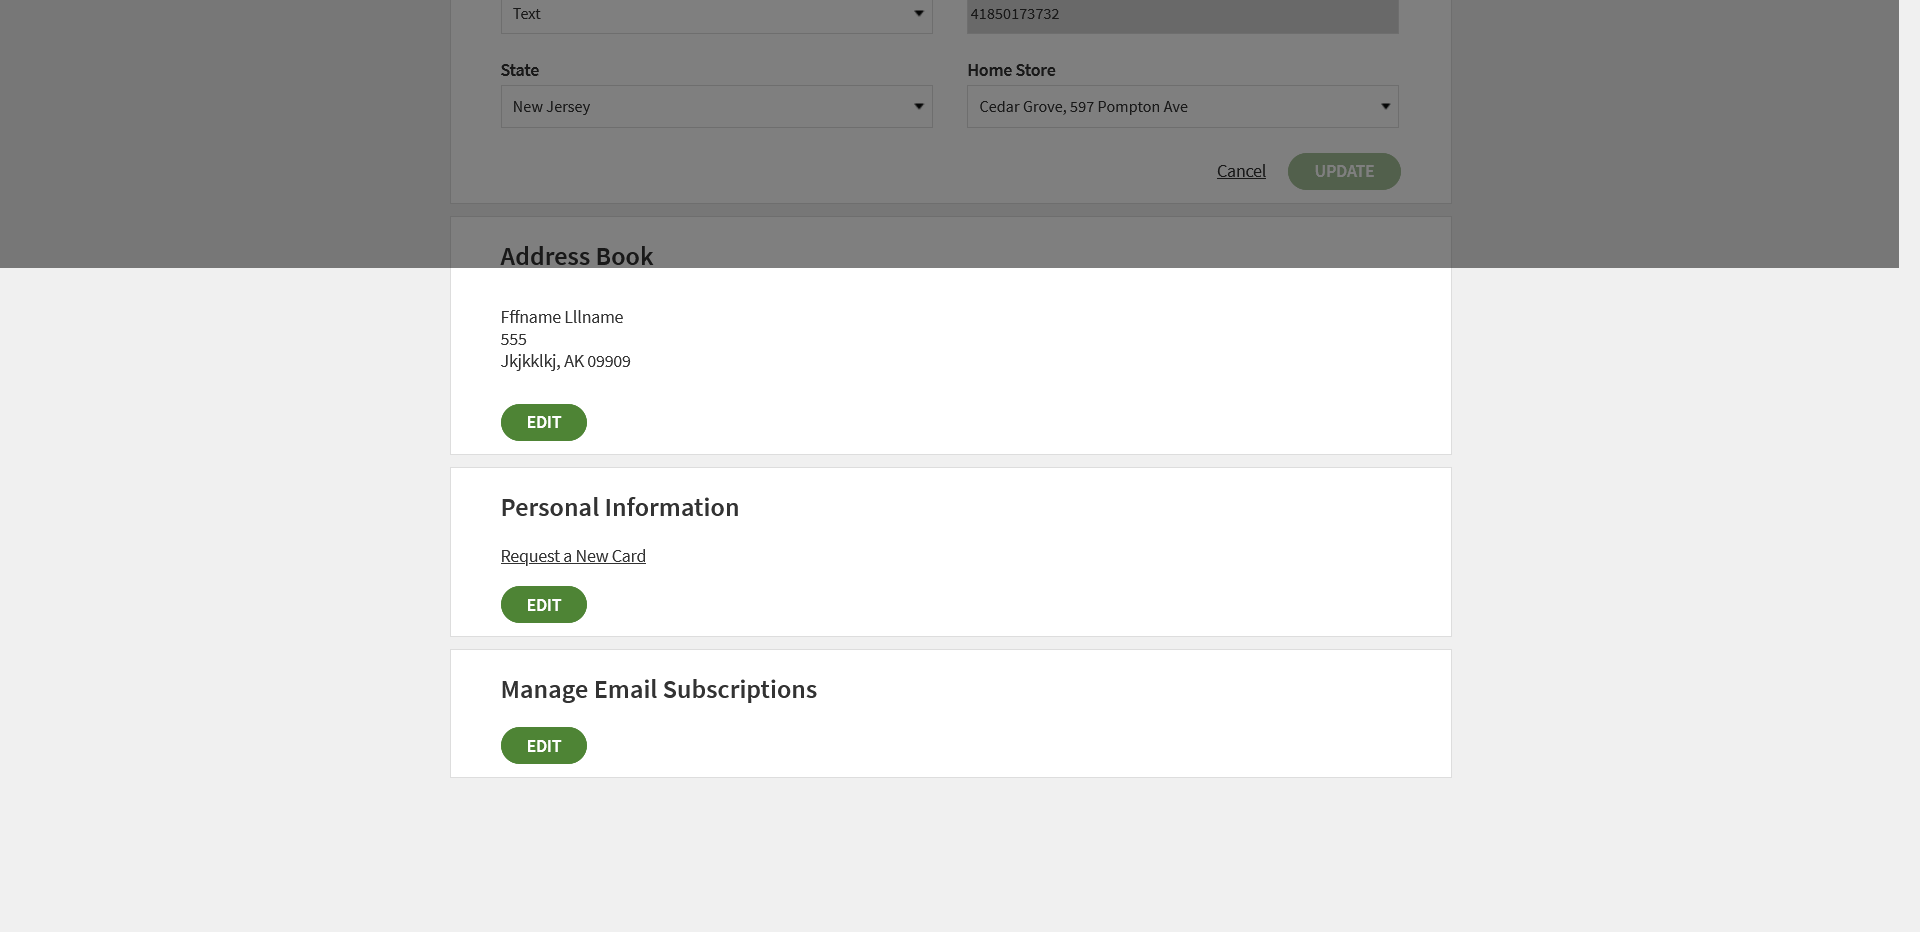 Text
41850173732
State
Home Store
New Jersey
Cedar Grove, 597 Pompton Ave
Cancel
UPDATE
Address Book
Fffname Lllname
555
Jkjkklkj, AK 09909
EDIT
Personal Information
Request a New Card
EDIT
Manage Email Subscriptions
EDIT